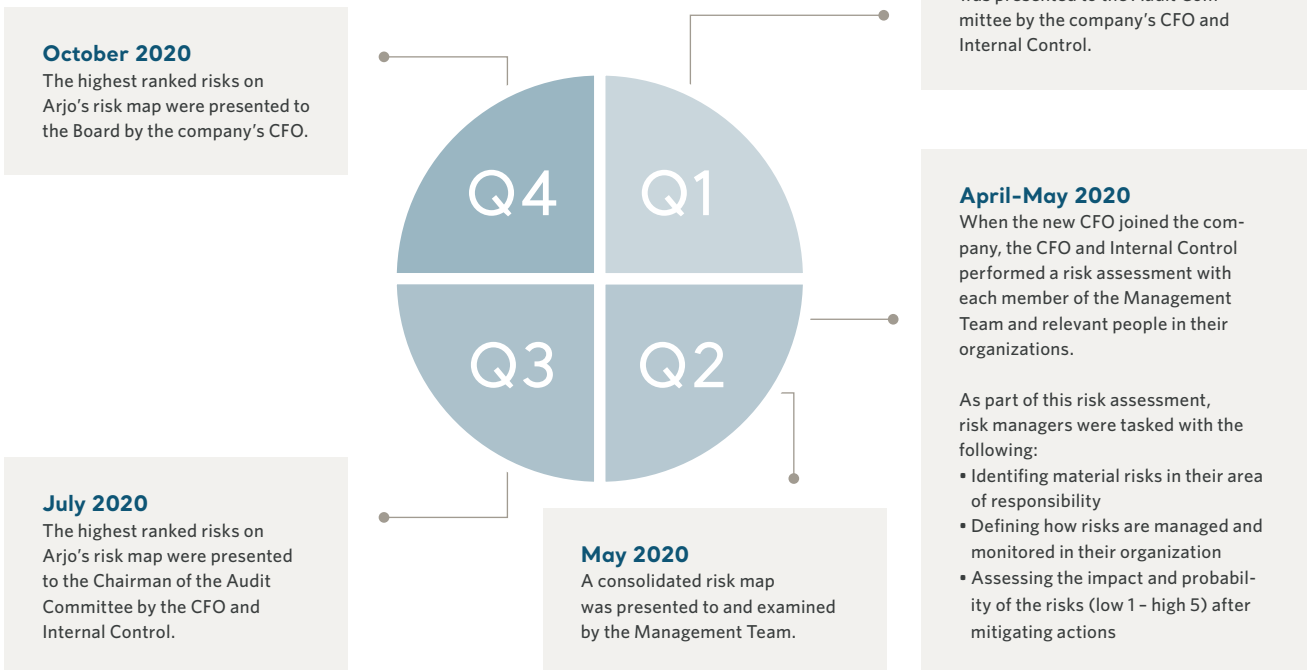 mittee by the company's CFO and
Internal Control.
October 2020
The highest ranked risks on
Arjo's risk map were presented to
the Board by the company's CFO.
Q4
Q1
Q3
Q2
April–May 2020
When the new CFO joined the com-
pany, the CFO and Internal Control
performed a risk assessment with
each member of the Management
Team and relevant people in their
organizations.
As part of this risk assessment,
risk managers were tasked with the
following:
• Identifing material risks in their area
of responsibility
• Defining how risks are managed and
monitored in their organization
• Assessing the impact and probabil-
ity of the risks (low 1 – high 5) after
mitigating actions
May 2020
A consolidated risk map
was presented to and examined
by the Management Team.
July 2020
The highest ranked risks on
Arjo's risk map were presented
to the Chairman of the Audit
Committee by the CFO and
Internal Control.